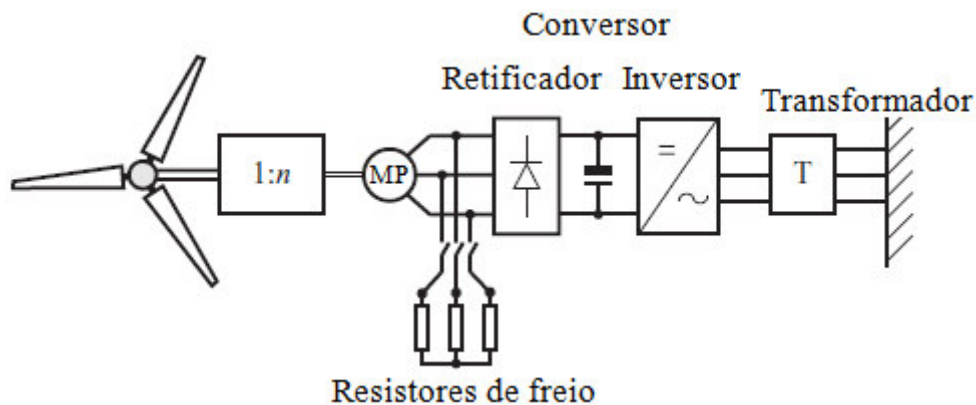 Conversor
Retificador Inversor
Transformador
1:n
MP
=
~
T
Resistores de freio